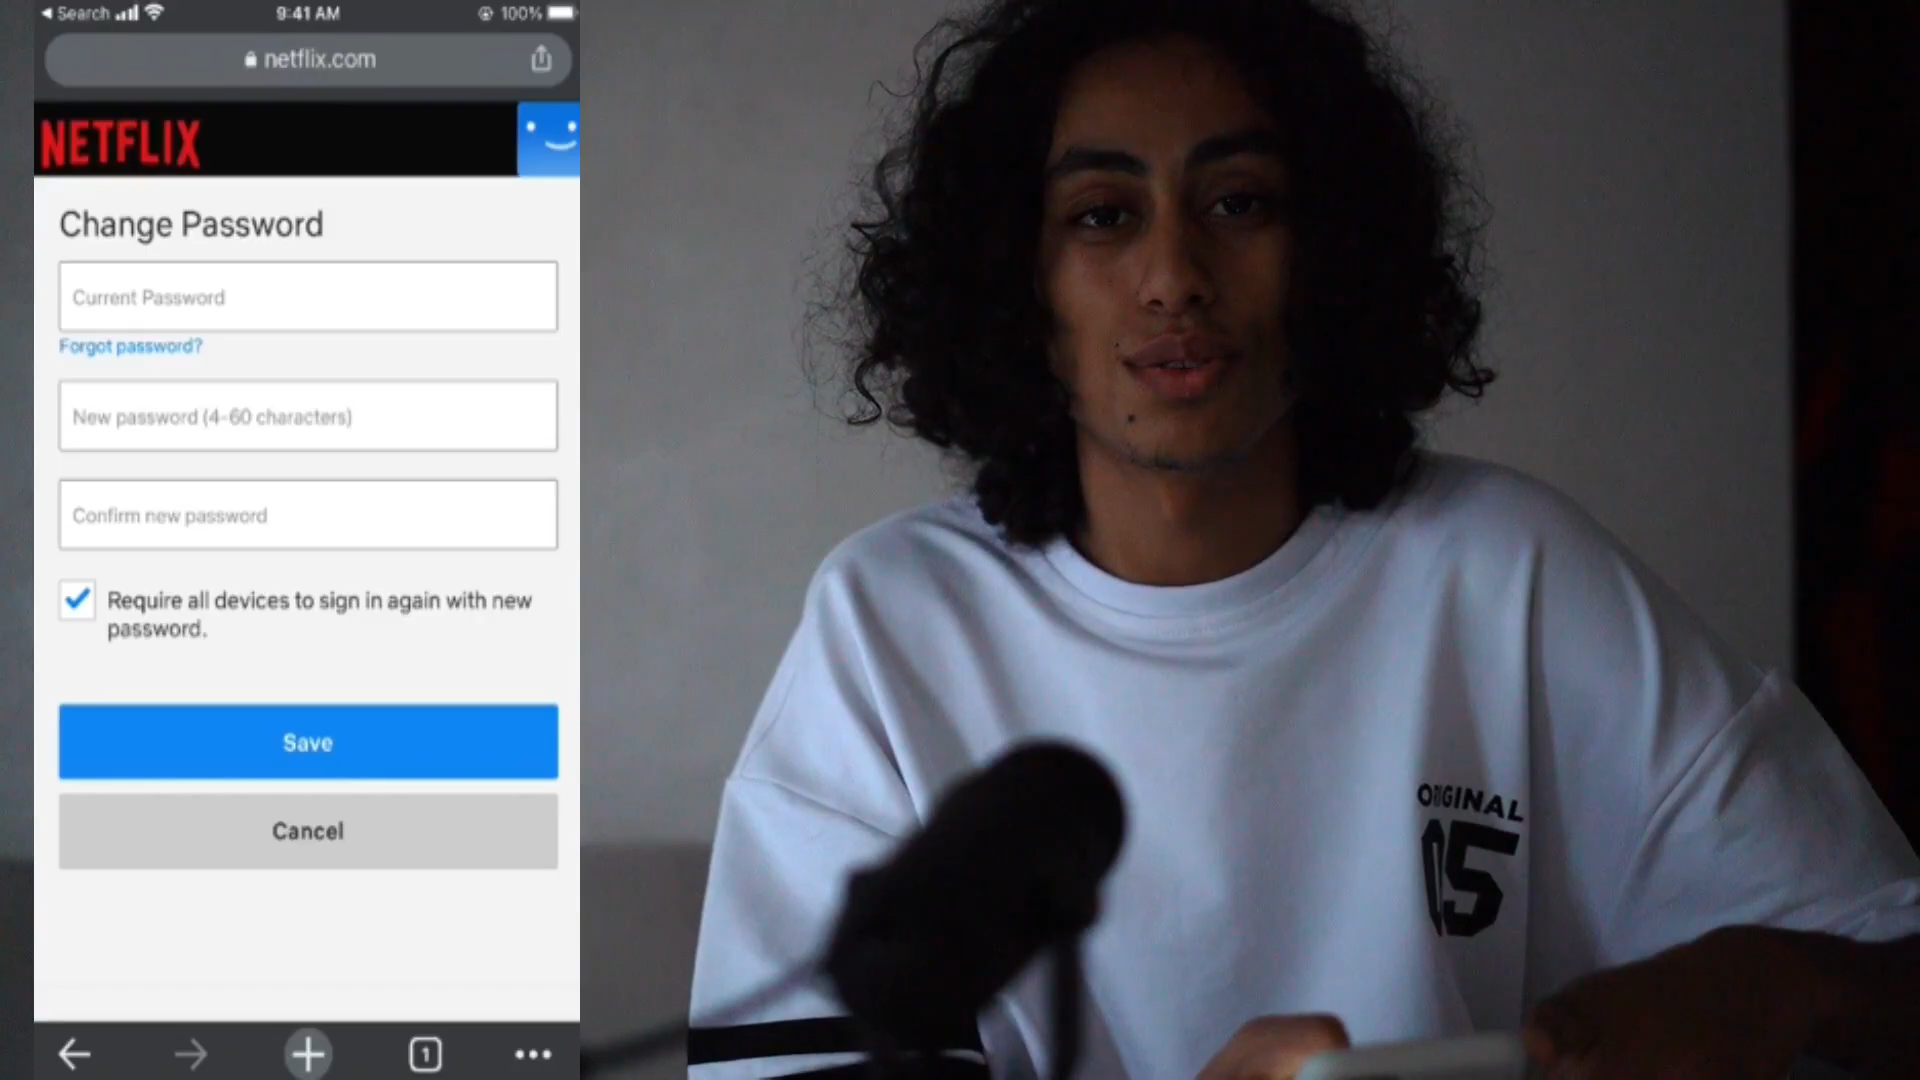 Search
9:41 AM
100%
netflix.com
NETFLIX
Change Password
Current Password
Forgot password?
New password (4-60 characters)
Confirm new password
Require all devices to sign in again with new
password.
Save
Cancel
1
ORIGINAL
05